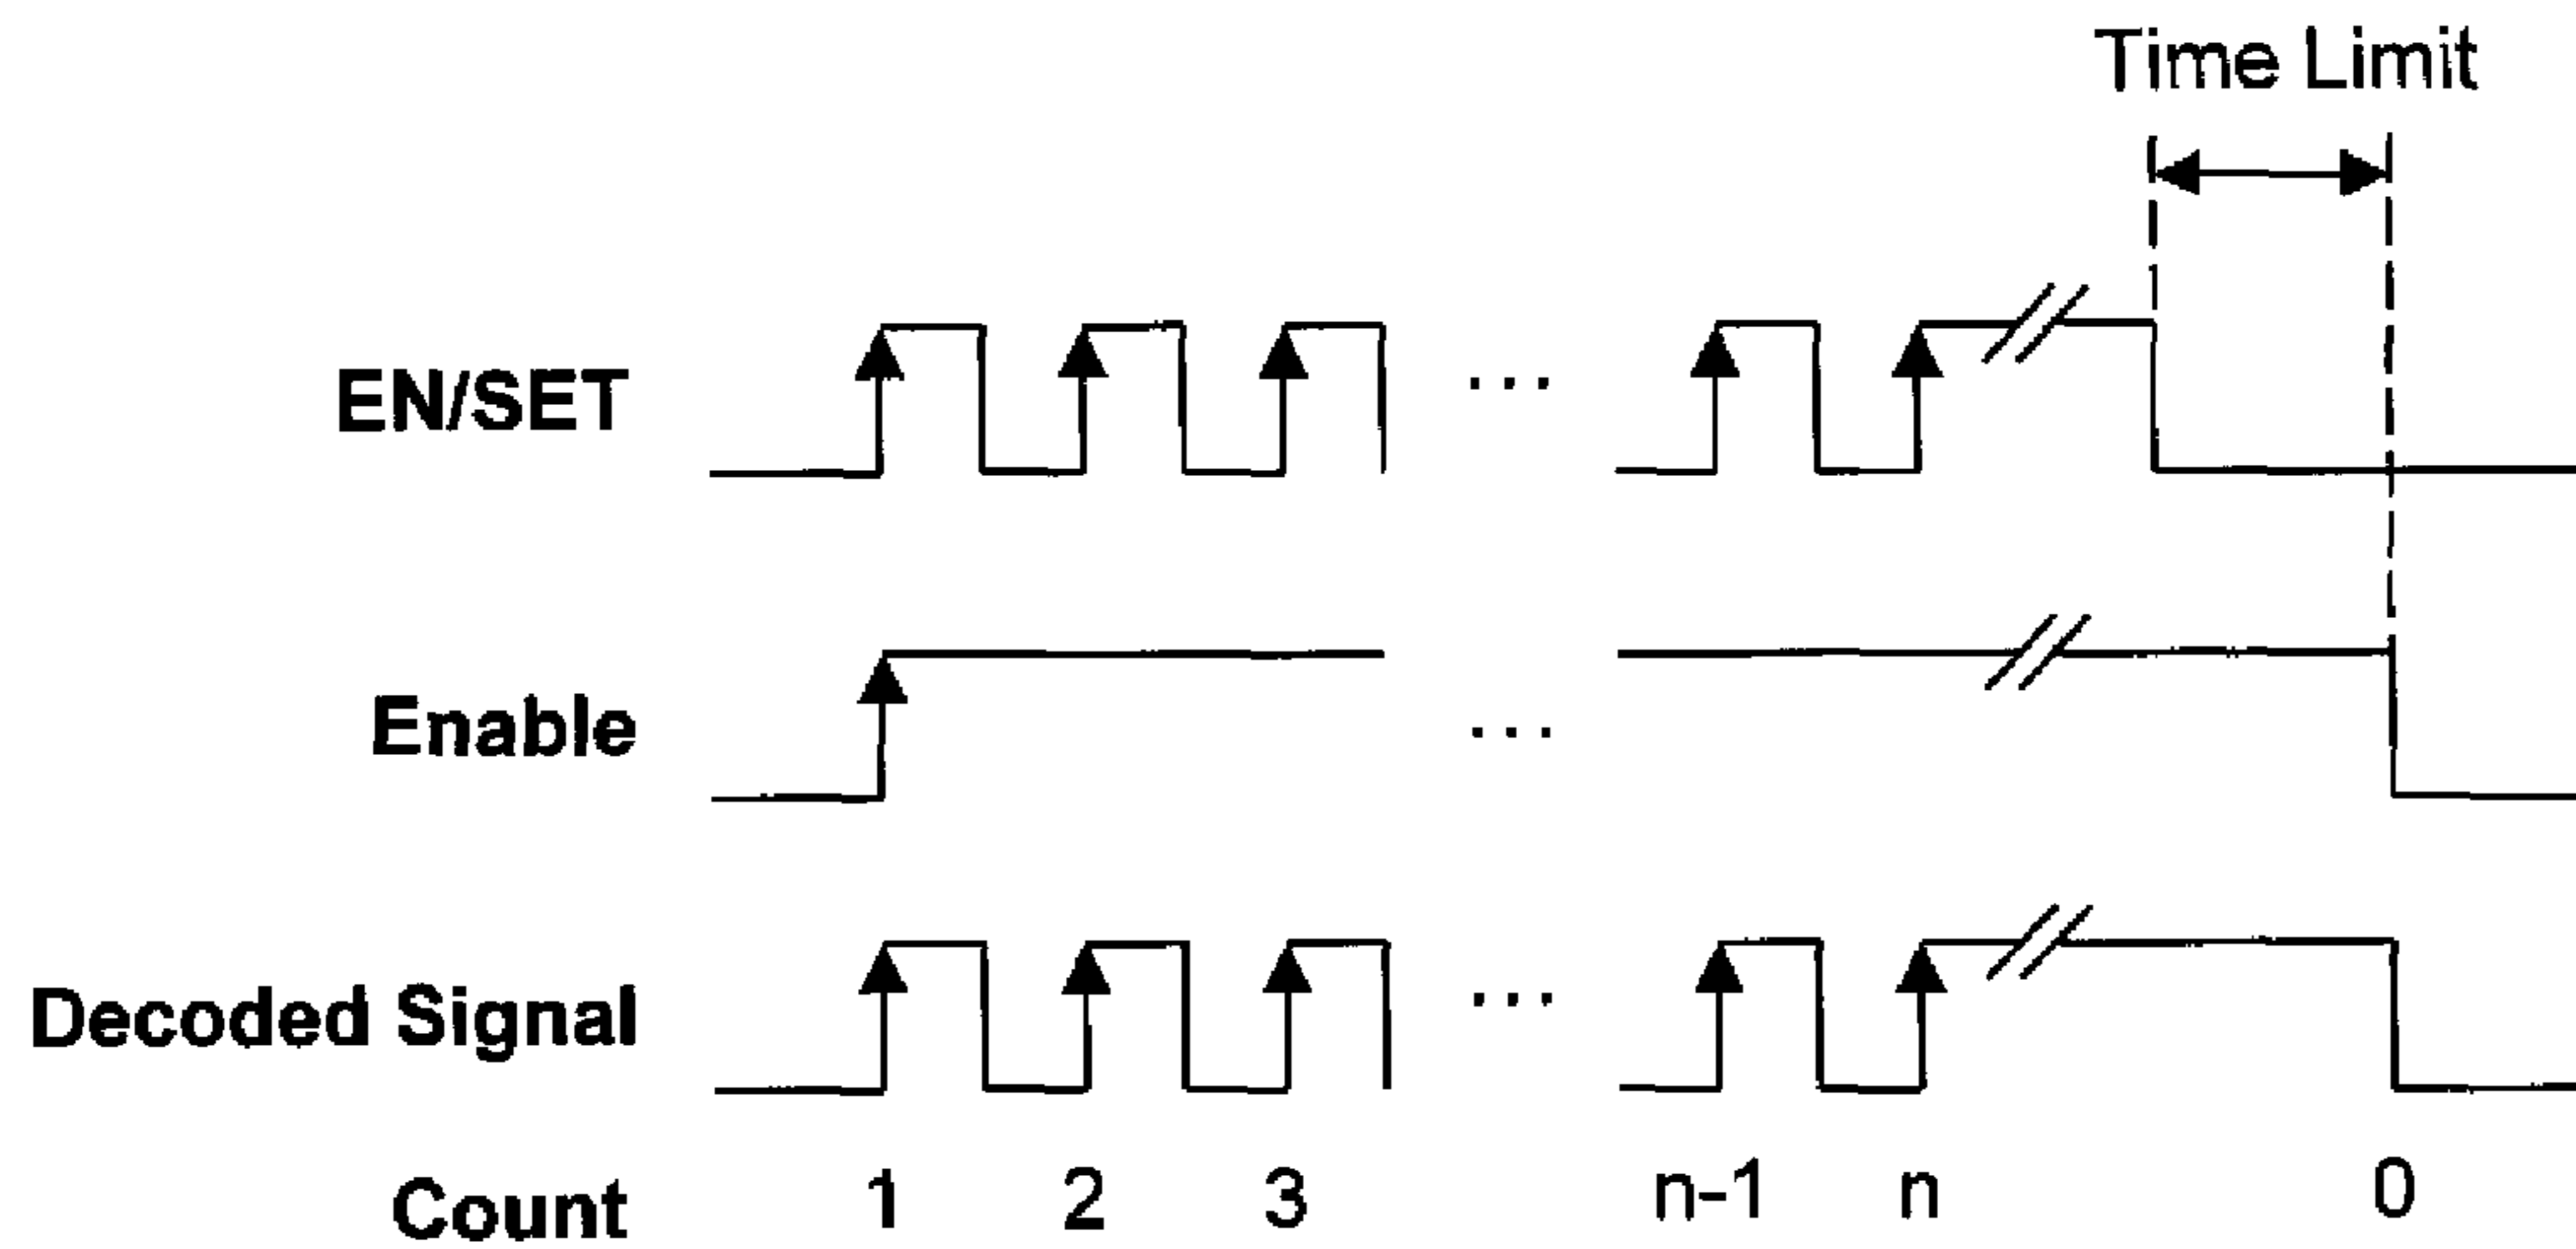 Time Limit
EN/SET
...
Enable
...
Decoded Signal
...
Count 1 2 3 n-1 n 0